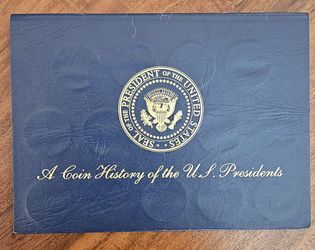 SEAL OF THE PRESIDENT OF THE UNITED STATES
A Coin History of the U.S. Presidents